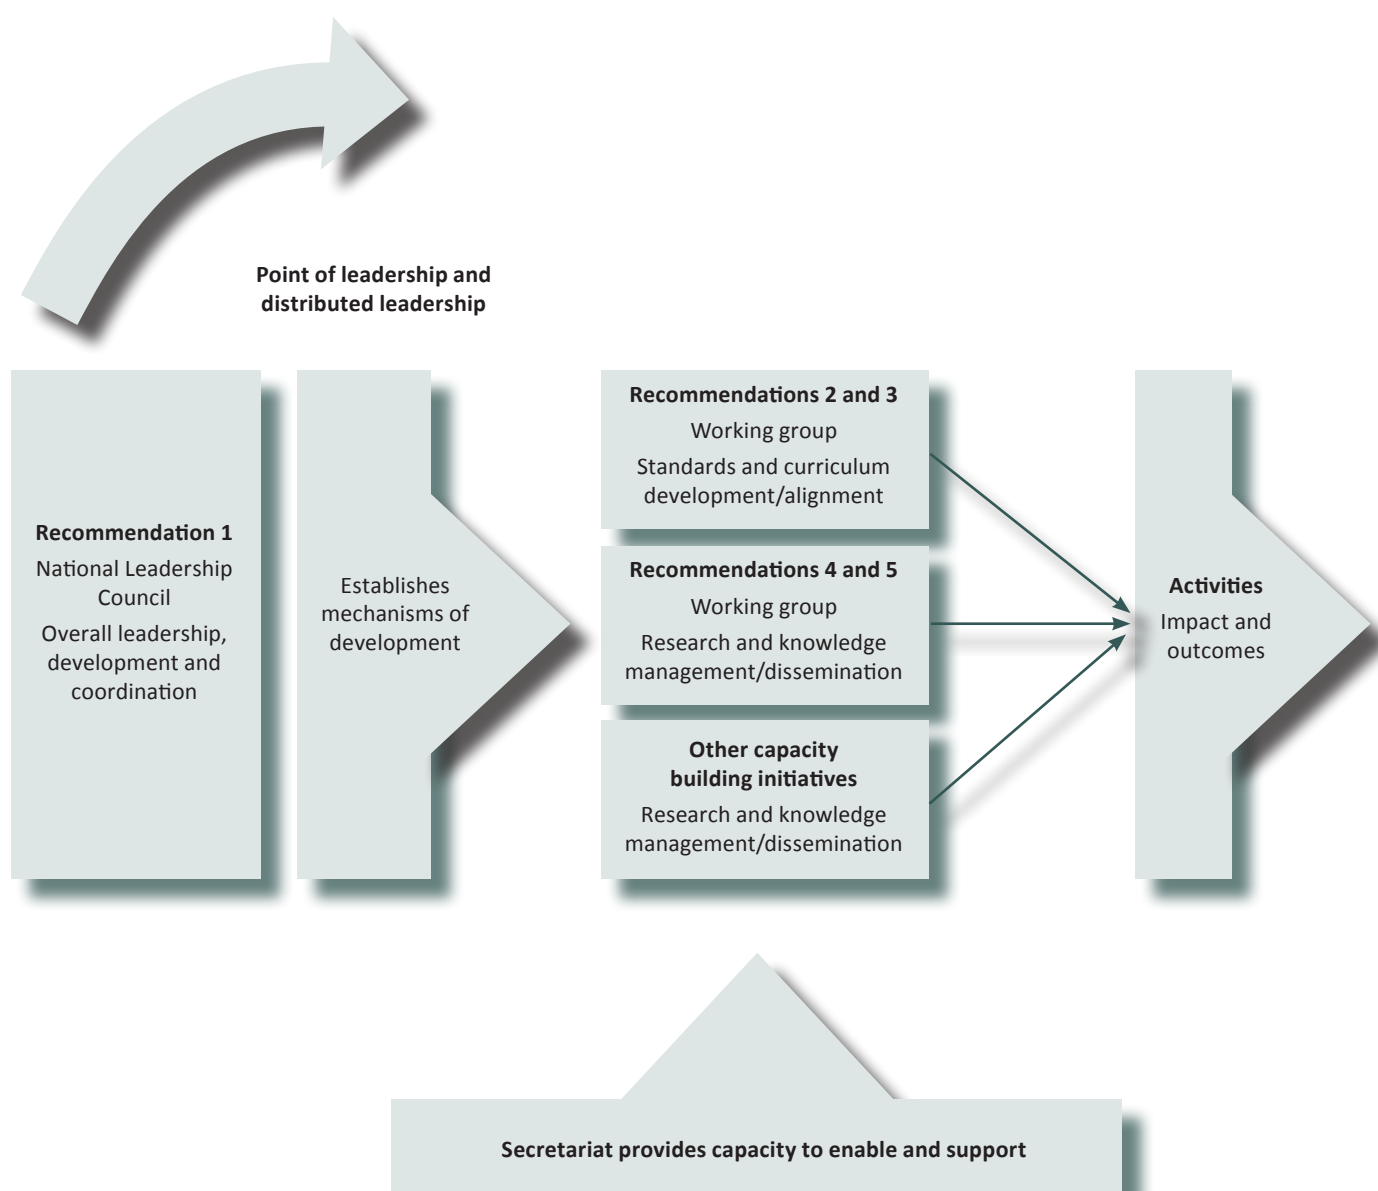 Point of leadership and
distributed leadership
Recommendation 1
National Leadership
Council
Overall leadership,
development and
coordination
Establishes
mechanisms of
development
Recommendations 2 and 3
Working group
Standards and curriculum
development/alignment
Recommendations 4 and 5
Working group
Research and knowledge
management/dissemination
Other capacity
building initiatives
Research and knowledge
management/dissemination
Activities
Impact and
outcomes
Secretariat provides capacity to enable and support